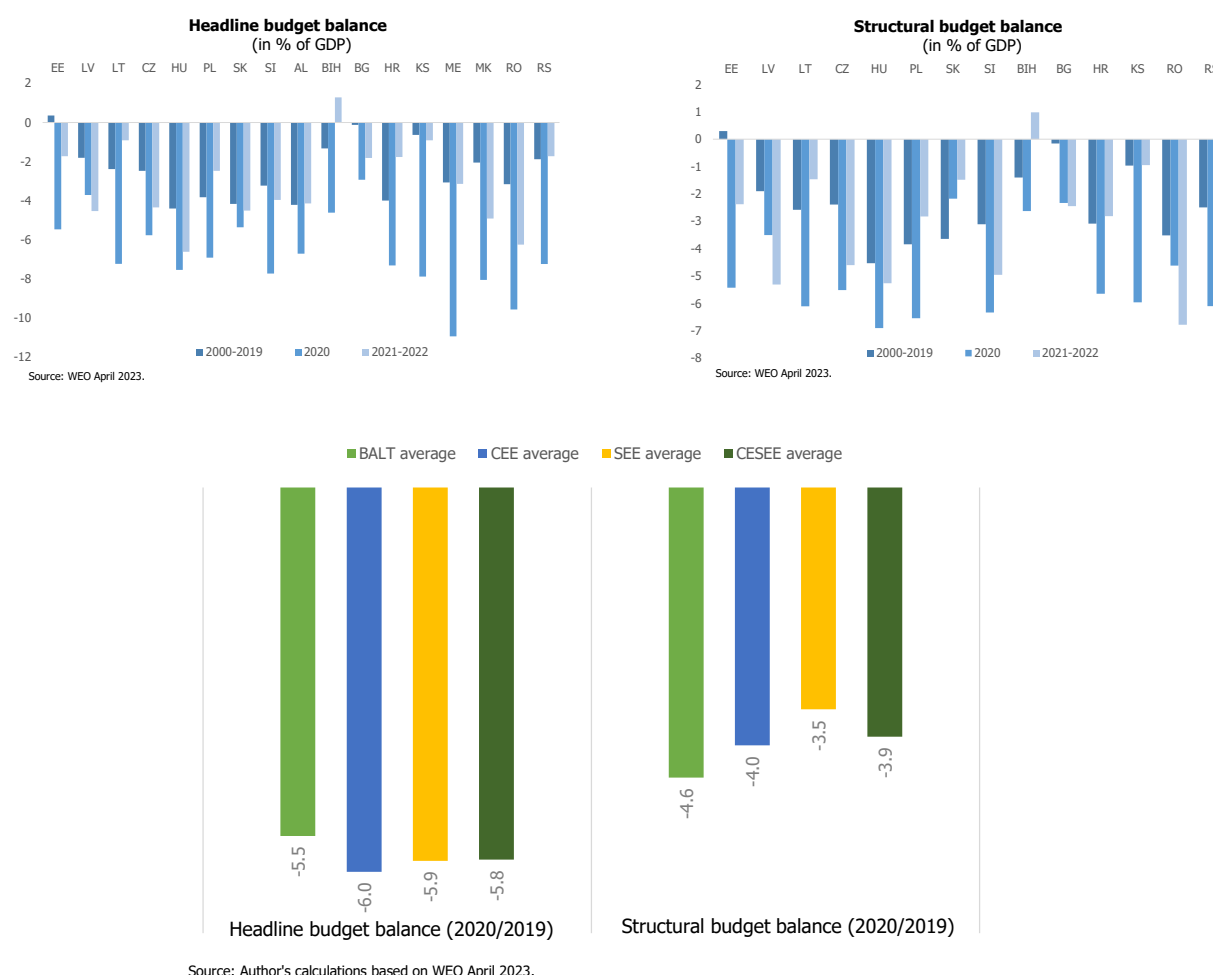 Headline budget balance
(in % of GDP)
EE LV LT CZ HU PL SK SI AL BIH BG HR KS ME MK RO RS
2
0
-2
-4
-6
-8
-10
-12
2000-2019 2020 2021-2022
Source: WEO April 2023.
Structural budget balance
(in % of GDP)
EE LV LT CZ HU PL SK SI BIH BG HR KS RO
2
1
0
-1
-2
-3
-4
-5
-6
-7
-8
2000-2019 2020 2021-2022
Source: WEO April 2023.
BALT average CEE average SEE average CESEE average
-5.5
-6.0
-5.9
-5.8
-4.6
-4.0
-3.5
-3.9
Headline budget balance (2020/2019)
Structural budget balance (2020/2019)
Source: Author's calculations based on WEO April 2023.